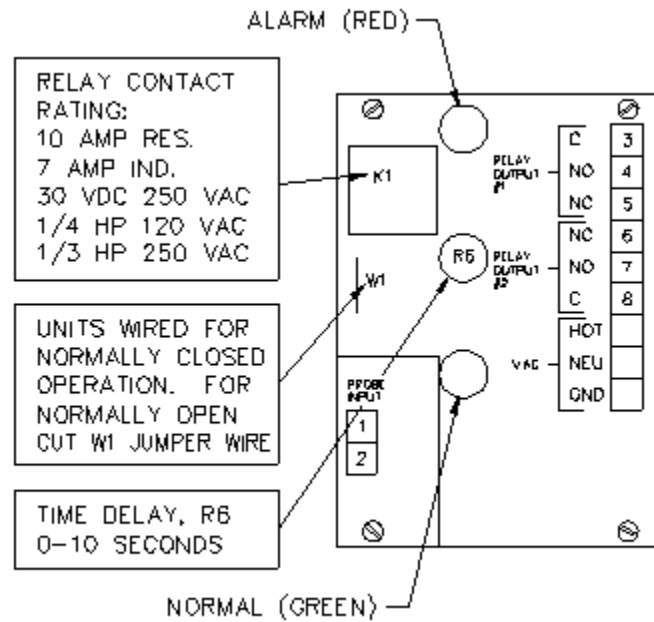 ALARM (RED)
RELAY CONTACT
RATING:
10 AMP RES.
7 AMP IND.
30 VDC 250 VAC
1/4 HP 120 VAC
1/3 HP 250 VAC
UNITS WIRED FOR
NORMALLY CLOSED
OPERATION. FOR
NORMALLY OPEN
CUT W1 JUMPER WIRE
TIME DELAY, R6
0-10 SECONDS
NORMAL (GREEN)
K1
W1
R6
PROBE
INPUT
1
2
RELAY
OUTPUT
#1
C 3
NO 4
NC 5
RELAY
OUTPUT
#2
NC 6
NO 7
C 8
VAC
HOT
NEU
GND